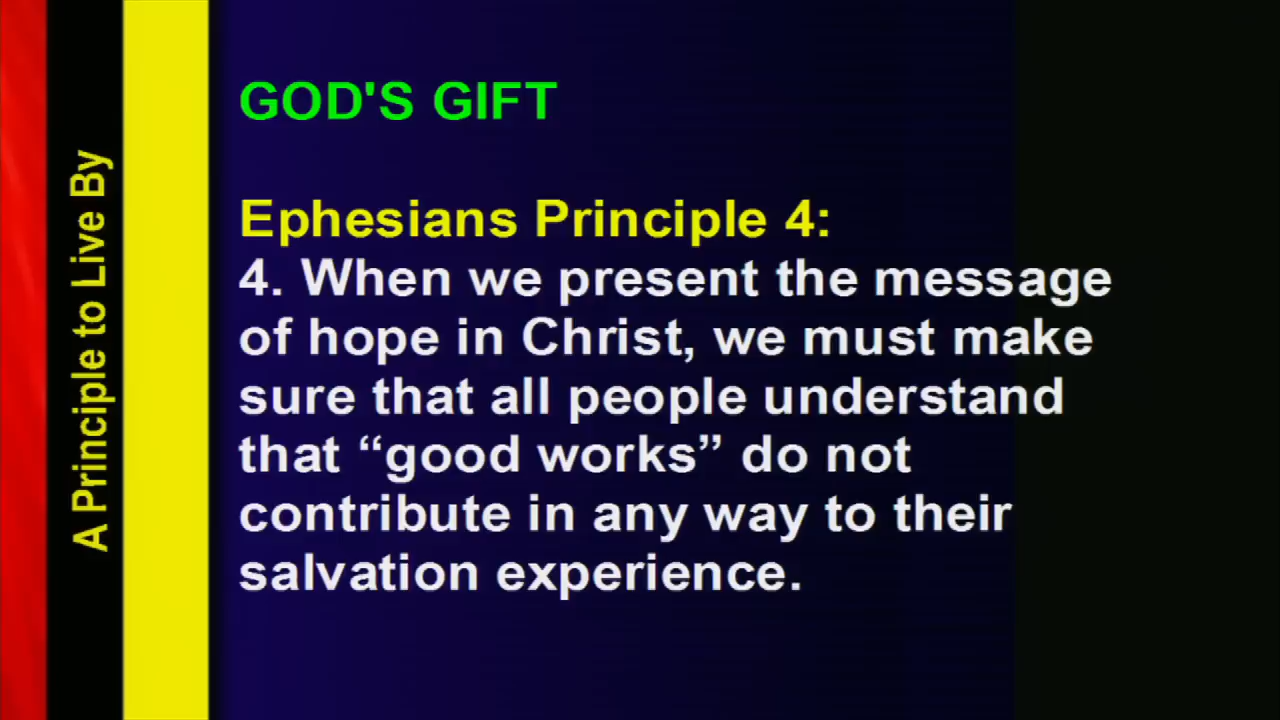 A Principle to Live By
GOD'S GIFT
Ephesians Principle 4:
4. When we present the message
of hope in Christ, we must make
sure that all people understand
that “good works” do not
contribute in any way to their
salvation experience.